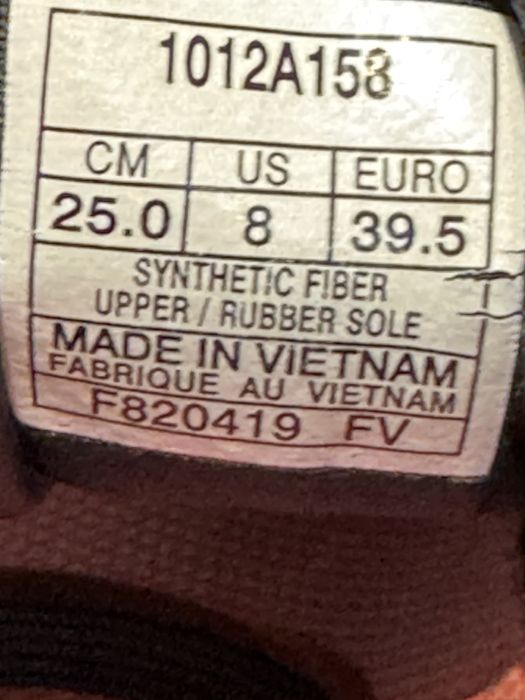 1012A158
CM US EURO
25.0 8 39.5
SYNTHETIC FIBER
UPPER / RUBBER SOLE
MADE IN VIETNAM
FABRIQUE AU VIETNAM
F820419 FV